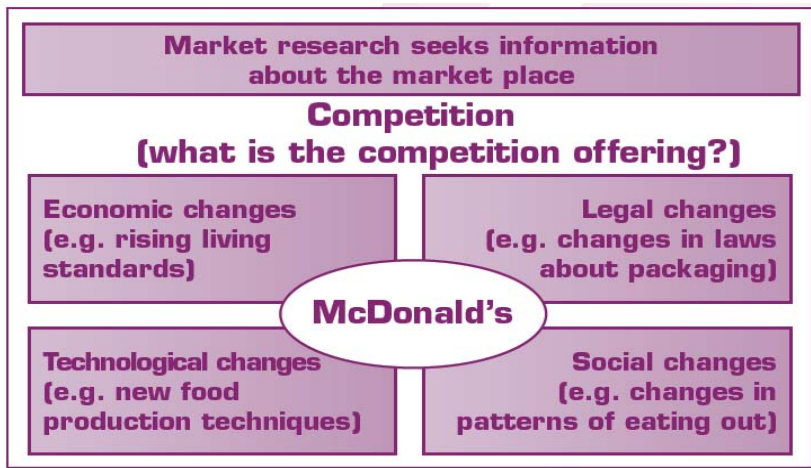 Market research seeks information
about the market place
Competition
(what is the competition offering?)
Economic changes
(e.g. rising living
standards)
Legal changes
(e.g. changes in laws
about packaging)
McDonald's
Technological changes
(e.g. new food
production techniques)
Social changes
(e.g. changes in
patterns of eating out)